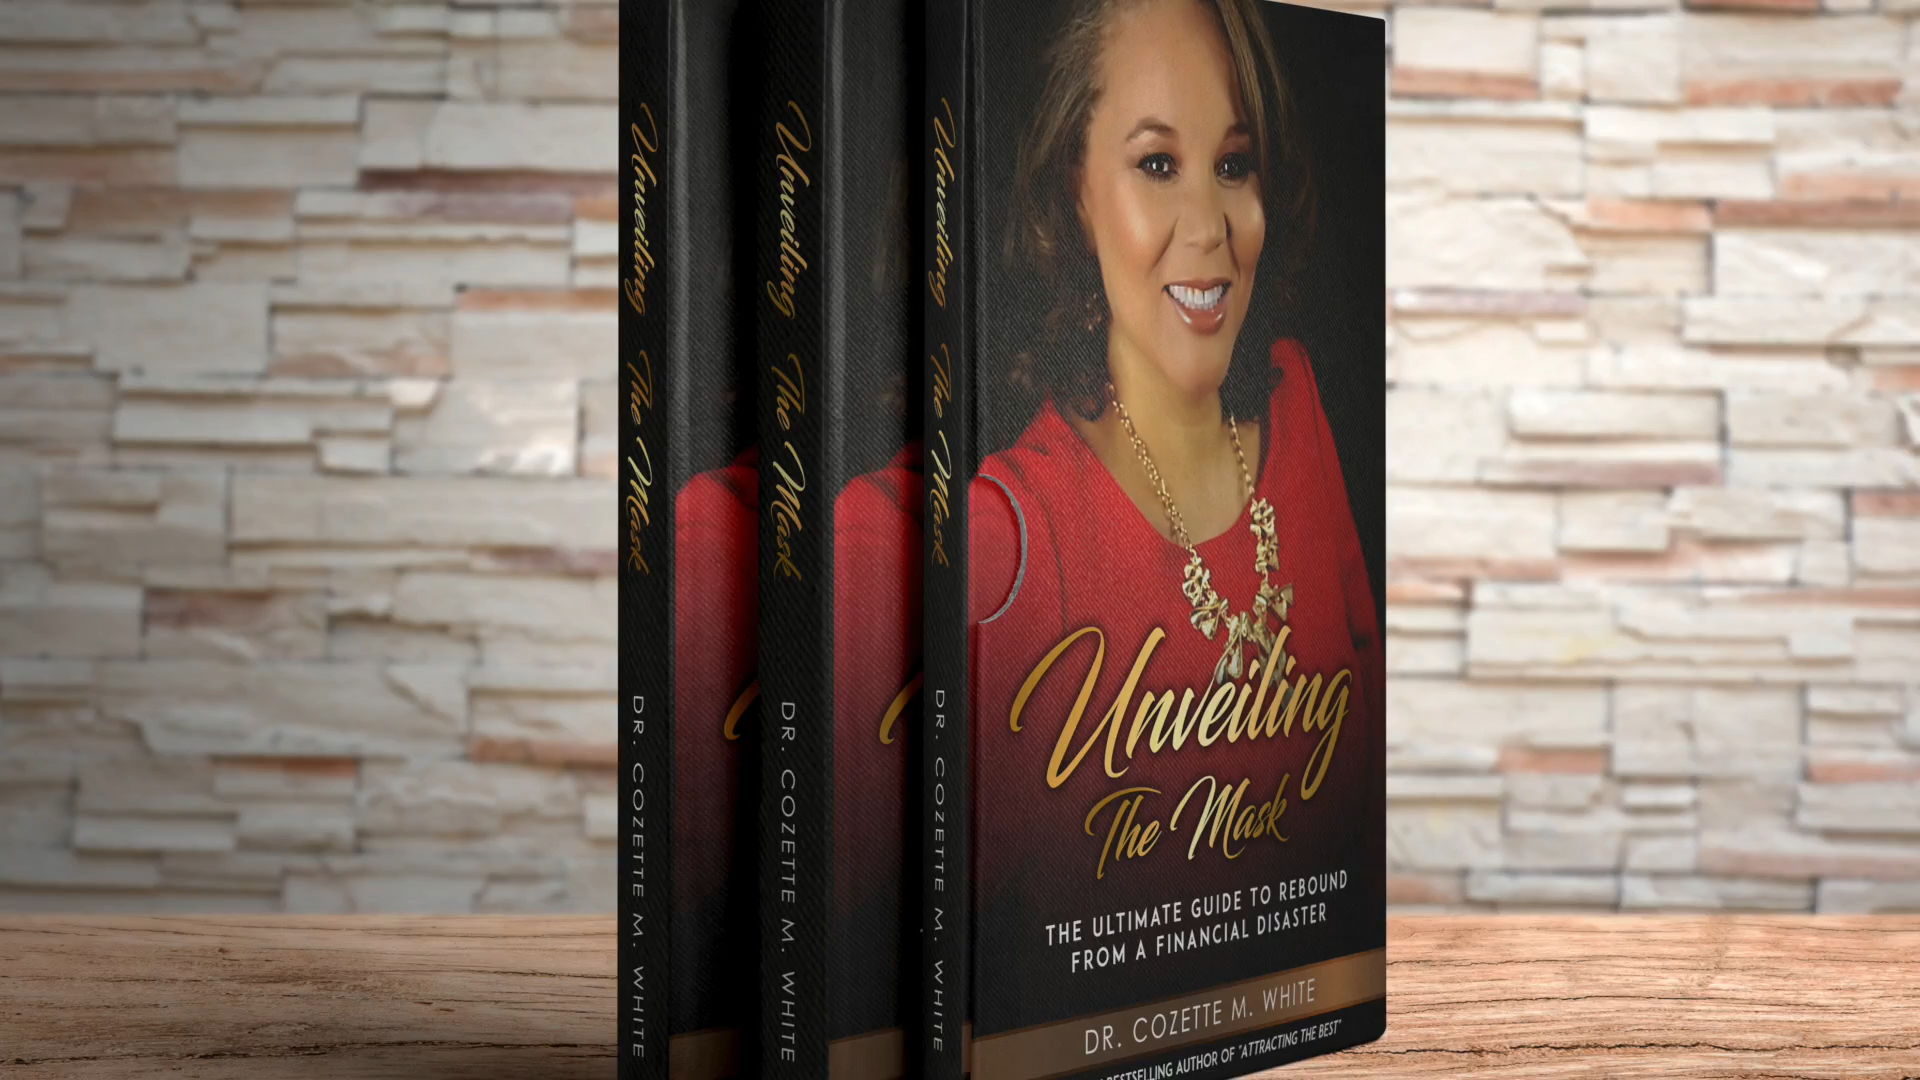 Unveiling The Mask
DR. COZETTE M. WHITE
Unveiling The Mask
DR. COZETTE M. WHITE
Unveiling The Mask
DR. COZETTE M. WHITE
Unveiling
The Mask
THE ULTIMATE GUIDE TO REBOUND
FROM A FINANCIAL DISASTER
DR. COZETTE M. WHITE
BESTSELLING AUTHOR OF "ATTRACTING THE BEST"